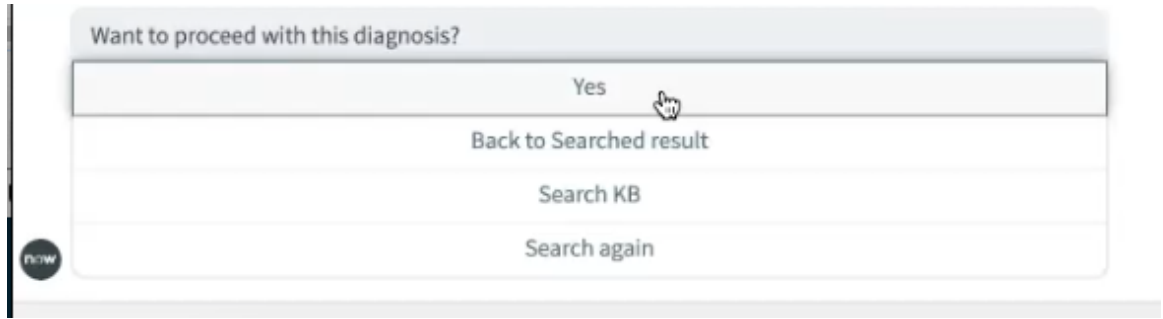 Want to proceed with this diagnosis?
Yes
Back to Searched result
Search KB
Search again
now